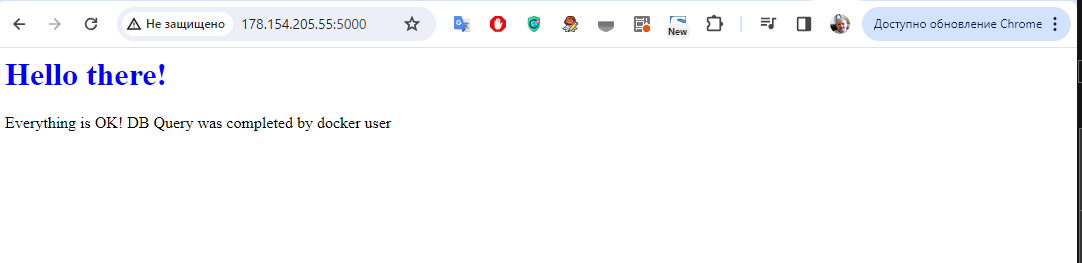 Не защищено 178.154.205.55:5000 New Доступно обновление Chrome
Hello there!
Everything is OK! DB Query was completed by docker user